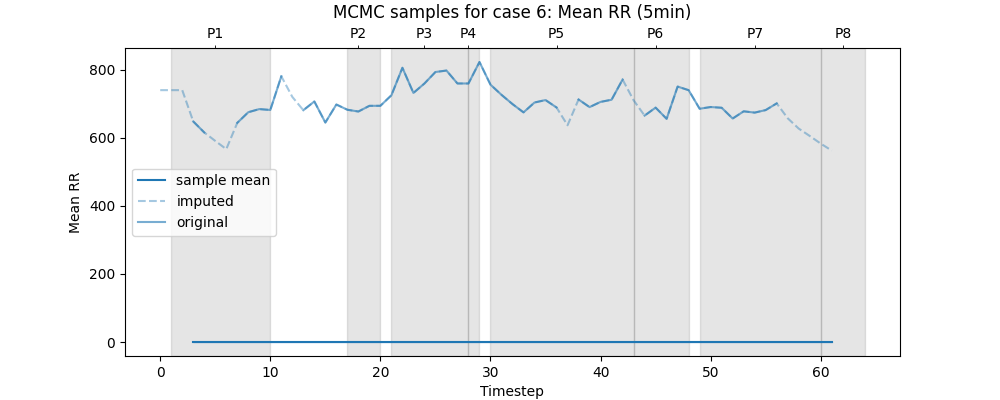 MCMC samples for case 6: Mean RR (5min)
P1 P2 P3 P4 P5 P6 P7 P8
800
600
400
200
0
Mean RR
sample mean
imputed
original
0 10 20 30 40 50 60
Timestep